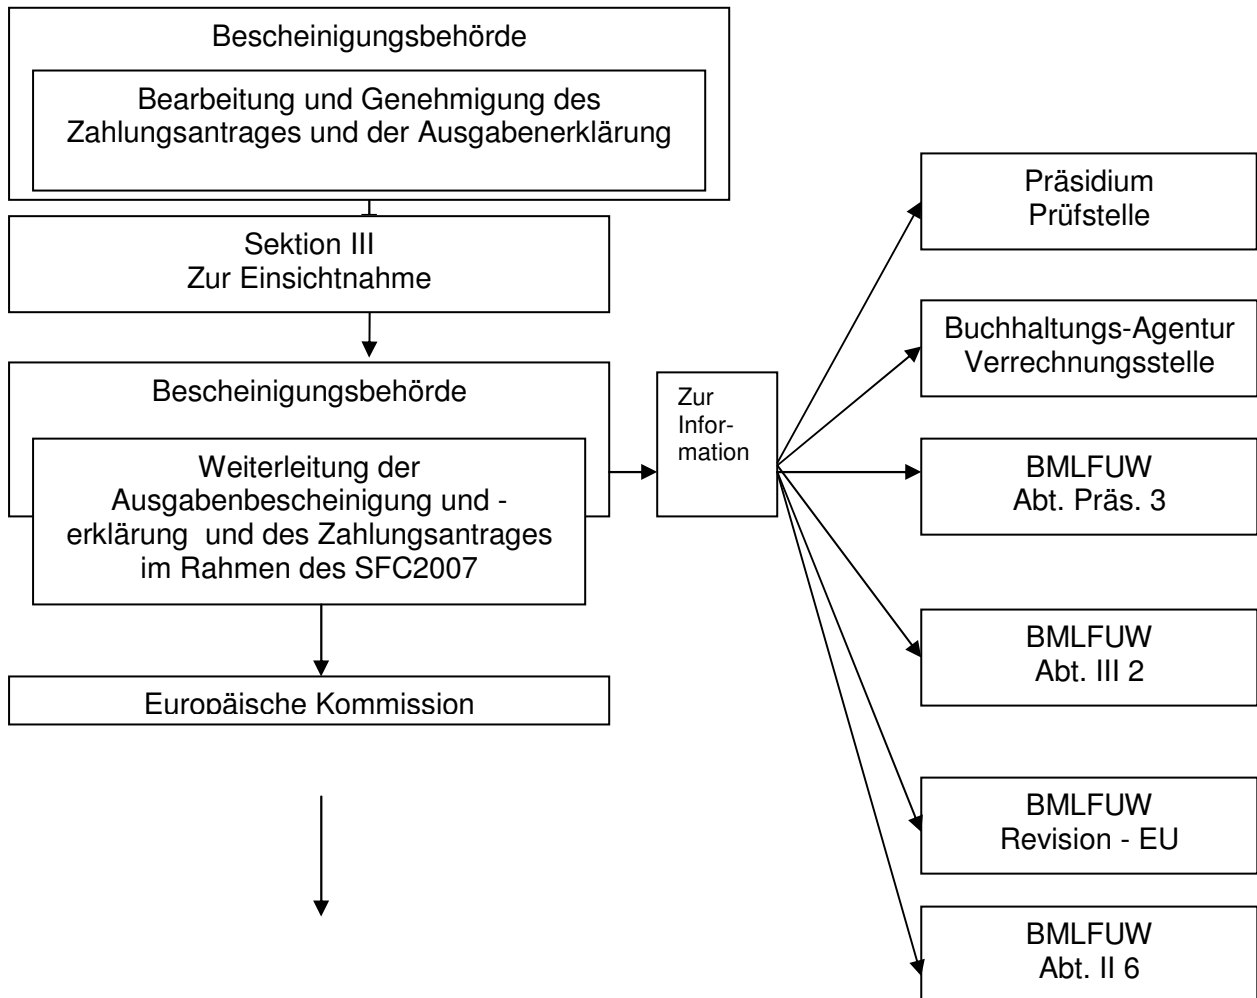 Bescheinigungsbehörde
Bearbeitung und Genehmigung des
Zahlungsantrages und der Ausgabenerklärung
Sektion III
Zur Einsichtnahme
Bescheinigungsbehörde
Weiterleitung der
Ausgabenbescheinigung und -
erklärung und des Zahlungsantrages
im Rahmen des SFC2007
Europäische Kommission
Zur
Infor-
mation
Präsidium
Prüfstelle
Buchhaltungs-Agentur
Verrechnungsstelle
BMLFUW
Abt. Präs. 3
BMLFUW
Abt. III 2
BMLFUW
Revision - EU
BMLFUW
Abt. II 6